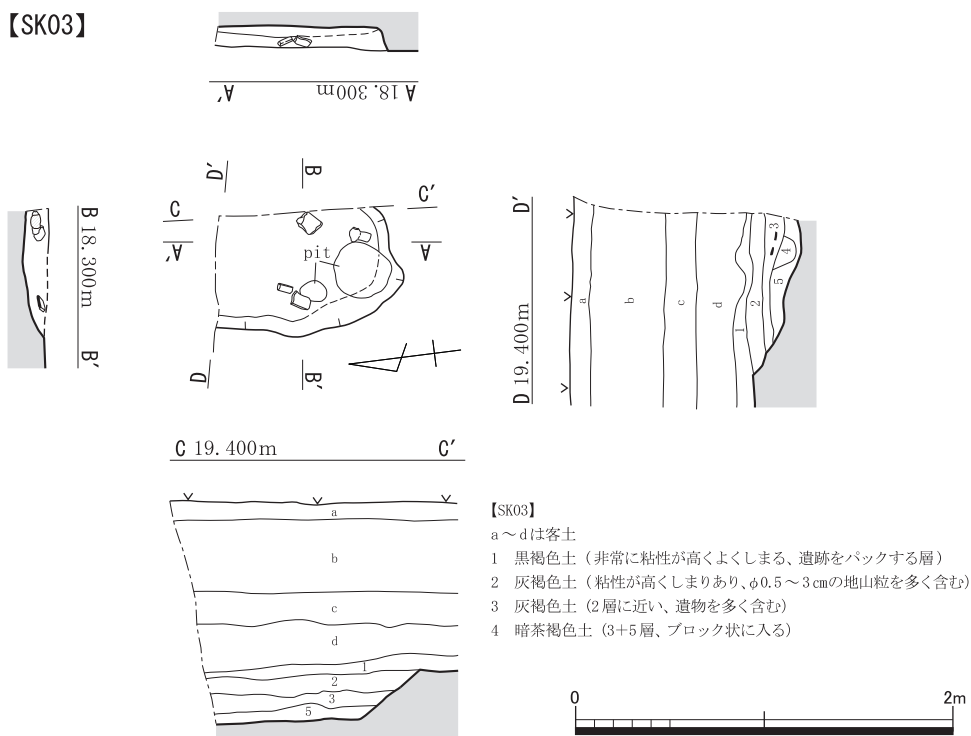 【SK03】
A' 18.300m A
D' B
C C'
A' A
pit
D B'
B 18.300m B'
D 19.400m D'
a b c d 1 2 3 4 5
C 19.400m C'
a
b
c
d
1
2
3
5
【SK03】
a~dは客土
1 黒褐色土(非常に粘性が高くよくしまる、遺跡をパックする層)
2 灰褐色土(粘性が高くしまりあり、φ0.5~3㎝の地山粒を多く含む)
3 灰褐色土(2層に近い、遺物を多く含む)
4 暗茶褐色土(3+5層、ブロック状に入る)
0 2m